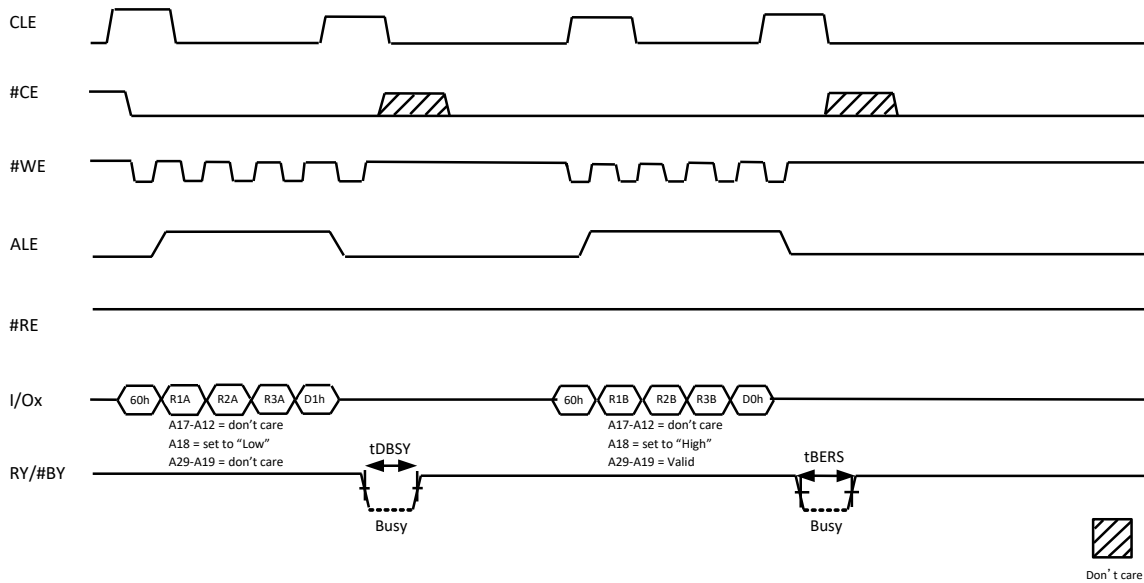 CLE
#CE
#WE
ALE
#RE
I/Ox
60h R1A R2A R3A D1h
60h R1B R2B R3B D0h
A17-A12 = don't care
A18 = set to "Low"
A29-A19 = don't care
A17-A12 = don't care
A18 = set to "High"
A29-A19 = Valid
RY/#BY
tDBSY
Busy
tBERS
Busy
Don't care